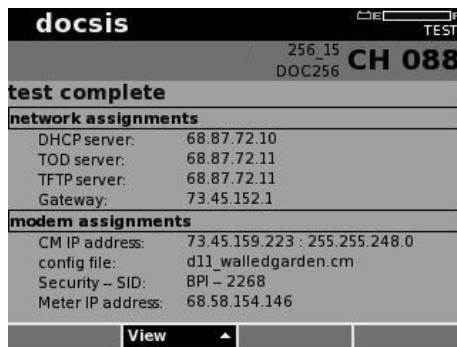 docsis
E F
TEST
256_15
DOC256 CH 088
test complete
network assignments
DHCP server: 68.87.72.10
TOD server: 68.87.72.11
TFTP server: 68.87.72.11
Gateway: 73.45.152.1
modem assignments
CM IP address: 73.45.159.223 : 255.255.248.0
config file: d11_walledgarden.cm
Security -- SID: BPI -- 2268
Meter IP address: 68.58.154.146
View